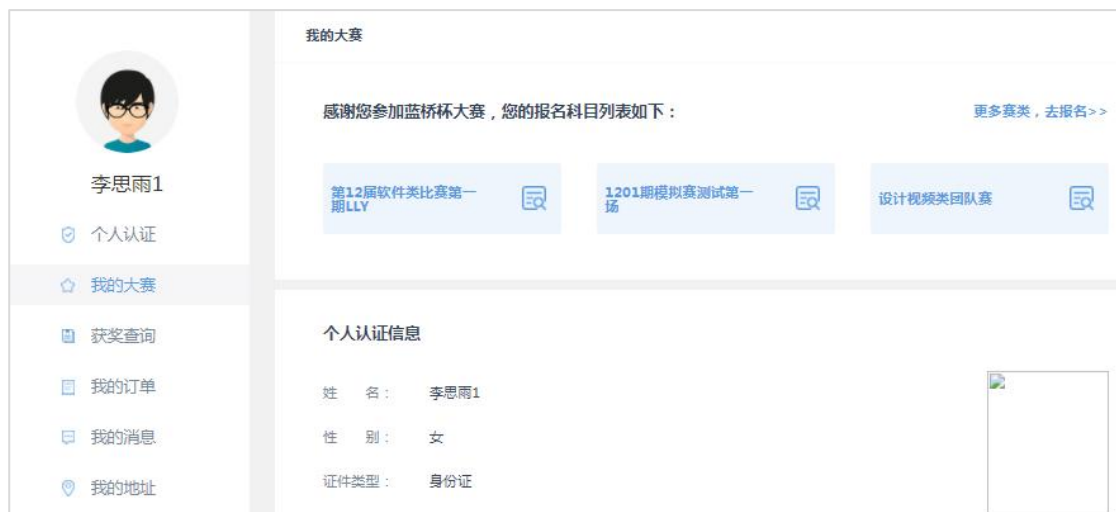 李思雨1
个人认证
我的大赛
获奖查询
我的订单
我的消息
我的地址
我的大赛
感谢您参加蓝桥杯大赛，您的报名科目列表如下：
更多赛类，去报名>>
第12届软件类比赛第一
期LLY
1201期模拟赛测试第一
场
设计视频类团队赛
个人认证信息
姓 名： 李思雨1
性 别： 女
证件类型： 身份证